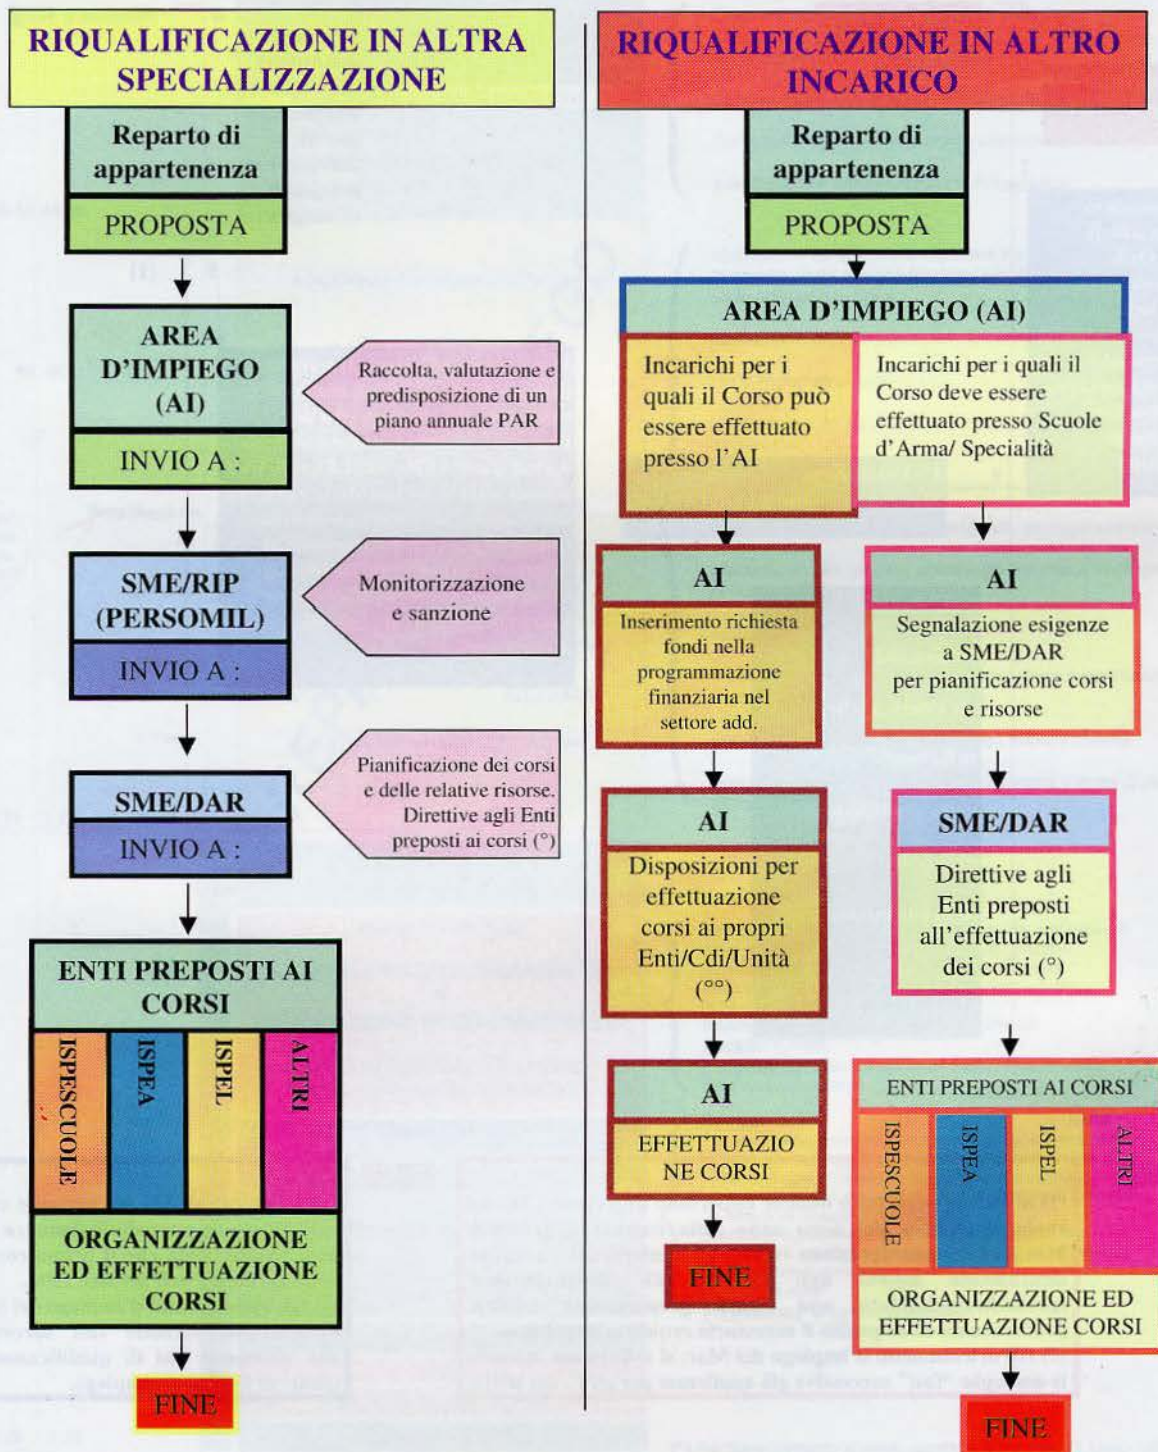 RIQUALIFICAZIONE IN ALTRA
SPECIALIZZAZIONE
Reparto di
appartenenza
PROPOSTA
AREA
D'IMPIEGO
(AI)
INVIO A :
Raccolta, valutazione e
predisposizione di un
piano annuale PAR
SME/RIP
(PERSOMIL)
INVIO A :
Monitorizzazione
e sanzione
SME/DAR
INVIO A :
Pianificazione dei corsi
e delle relative risorse.
Direttive agli Enti
preposti ai corsi (°)
ENTI PREPOSTI AI
CORSI
ISPESCUOLE
ISPEA
ISPEL
ALTRI
ORGANIZZAZIONE
ED EFFETTUAZIONE
CORSI
FINE
RIQUALIFICAZIONE IN ALTRO
INCARICO
Reparto di
appartenenza
PROPOSTA
AREA D'IMPIEGO (AI)
Incarichi per i
quali il Corso può
essere effettuato
presso l'AI
Incarichi per i quali il
Corso deve essere
effettuato presso Scuole
d'Arma/ Specialità
AI
Inserimento richiesta
fondi nella
programmazione
finanziaria nel
settore add.
AI
Disposizioni per
effettuazione
corsi ai propri
Enti/Cdi/Unità
(°°)
AI
EFFETTUAZIO
NE CORSI
FINE
AI
Segnalazione esigenze
a SME/DAR
per pianificazione corsi
e risorse
SME/DAR
Direttive agli
Enti preposti
all'effettuazione
dei corsi (°)
ENTI PREPOSTI AI CORSI
ISPESCUOLE
ISPEA
ISPEL
ALTRI
ORGANIZZAZIONE ED
EFFETTUAZIONE CORSI
FINE